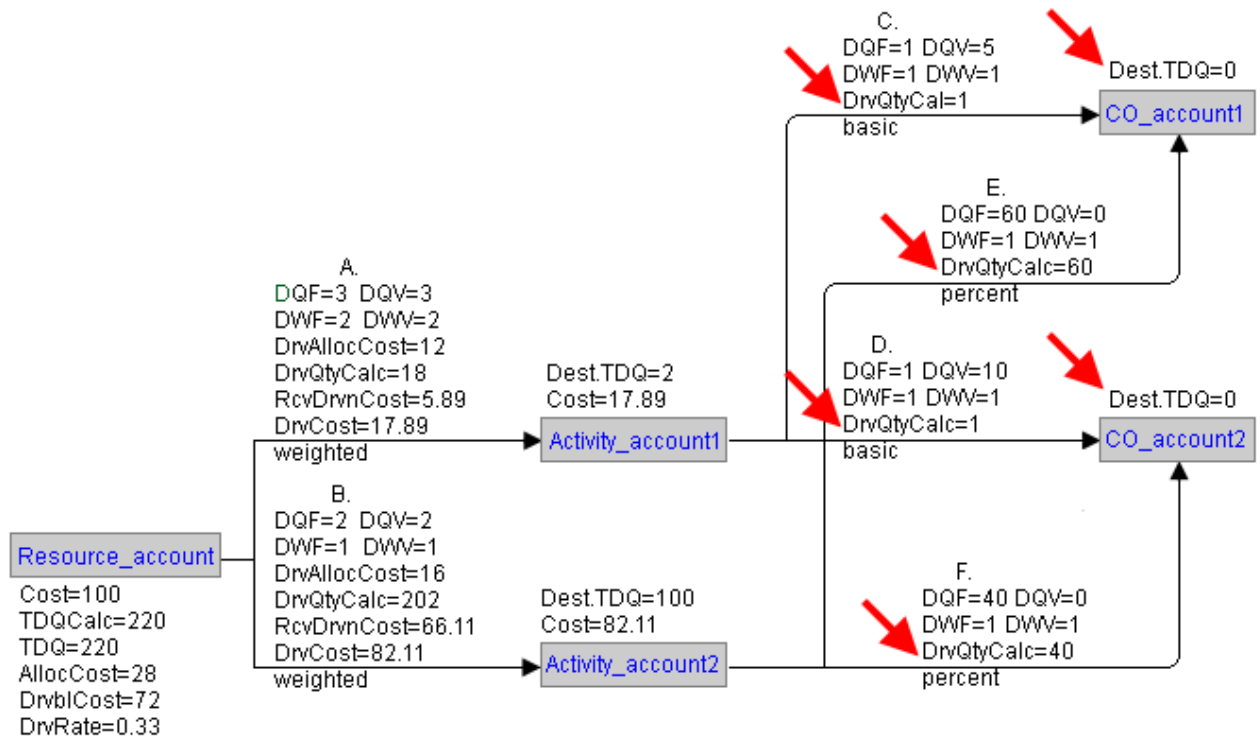 C.
DQF=1 DQV=5
DWF=1 DWV=1
DrvQtyCal=1
basic
Dest.TDQ=0
CO_account1
E.
DQF=60 DQV=0
DWF=1 DWV=1
DrvQtyCalc=60
percent
A.
DQF=3 DQV=3
DWF=2 DWV=2
DrvAllocCost=12
DrvQtyCalc=18
RcvDrvnCost=5.89
DrvCost=17.89
weighted
Dest.TDQ=2
Cost=17.89
Activity_account1
D.
DQF=1 DQV=10
DWF=1 DWV=1
DrvQtyCalc=1
basic
Dest.TDQ=0
CO_account2
B.
DQF=2 DQV=2
DWF=1 DWV=1
DrvAllocCost=16
DrvQtyCalc=202
RcvDrvnCost=66.11
DrvCost=82.11
weighted
Resource_account
Cost=100
TDQCalc=220
TDQ=220
AllocCost=28
DrvblCost=72
DrvRate=0.33
Dest.TDQ=100
Cost=82.11
Activity_account2
F.
DQF=40 DQV=0
DWF=1 DWV=1
DrvQtyCalc=40
percent